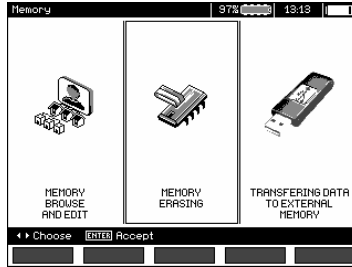 Memory 97% 13:13
MEMORY
BROWSE
AND EDIT
MEMORY
ERASING
TRANSFERING DATA
TO EXTERNAL
MEMORY
Choose ENTER Accept